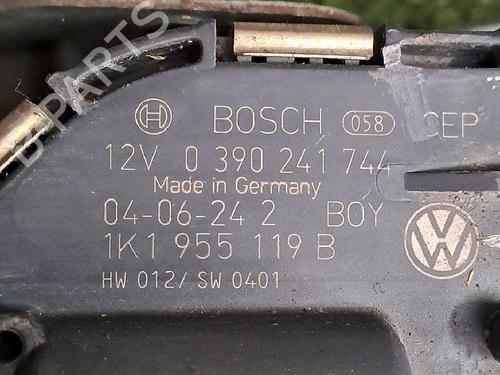 BOSCH 058 CEP
12V 0 390 241 744
Made in Germany
04-06-24 2 BOY
1K1 955 119 B
HW 012/ SW 0401
B-PARTS